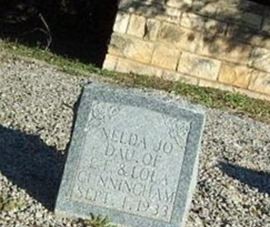 NELDA JO
DAU. OF
& LOLA
CUNNINGHAM
SEPT. 1, 1933